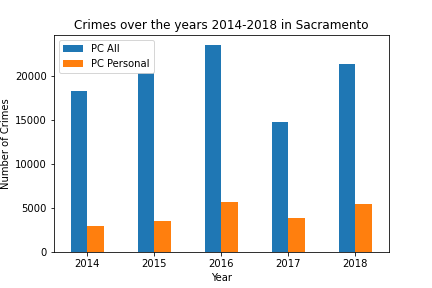 Crimes over the years 2014-2018 in Sacramento
PC All
PC Personal
20000
15000
10000
5000
0
Number of Crimes
2014 2015 2016 2017 2018
Year